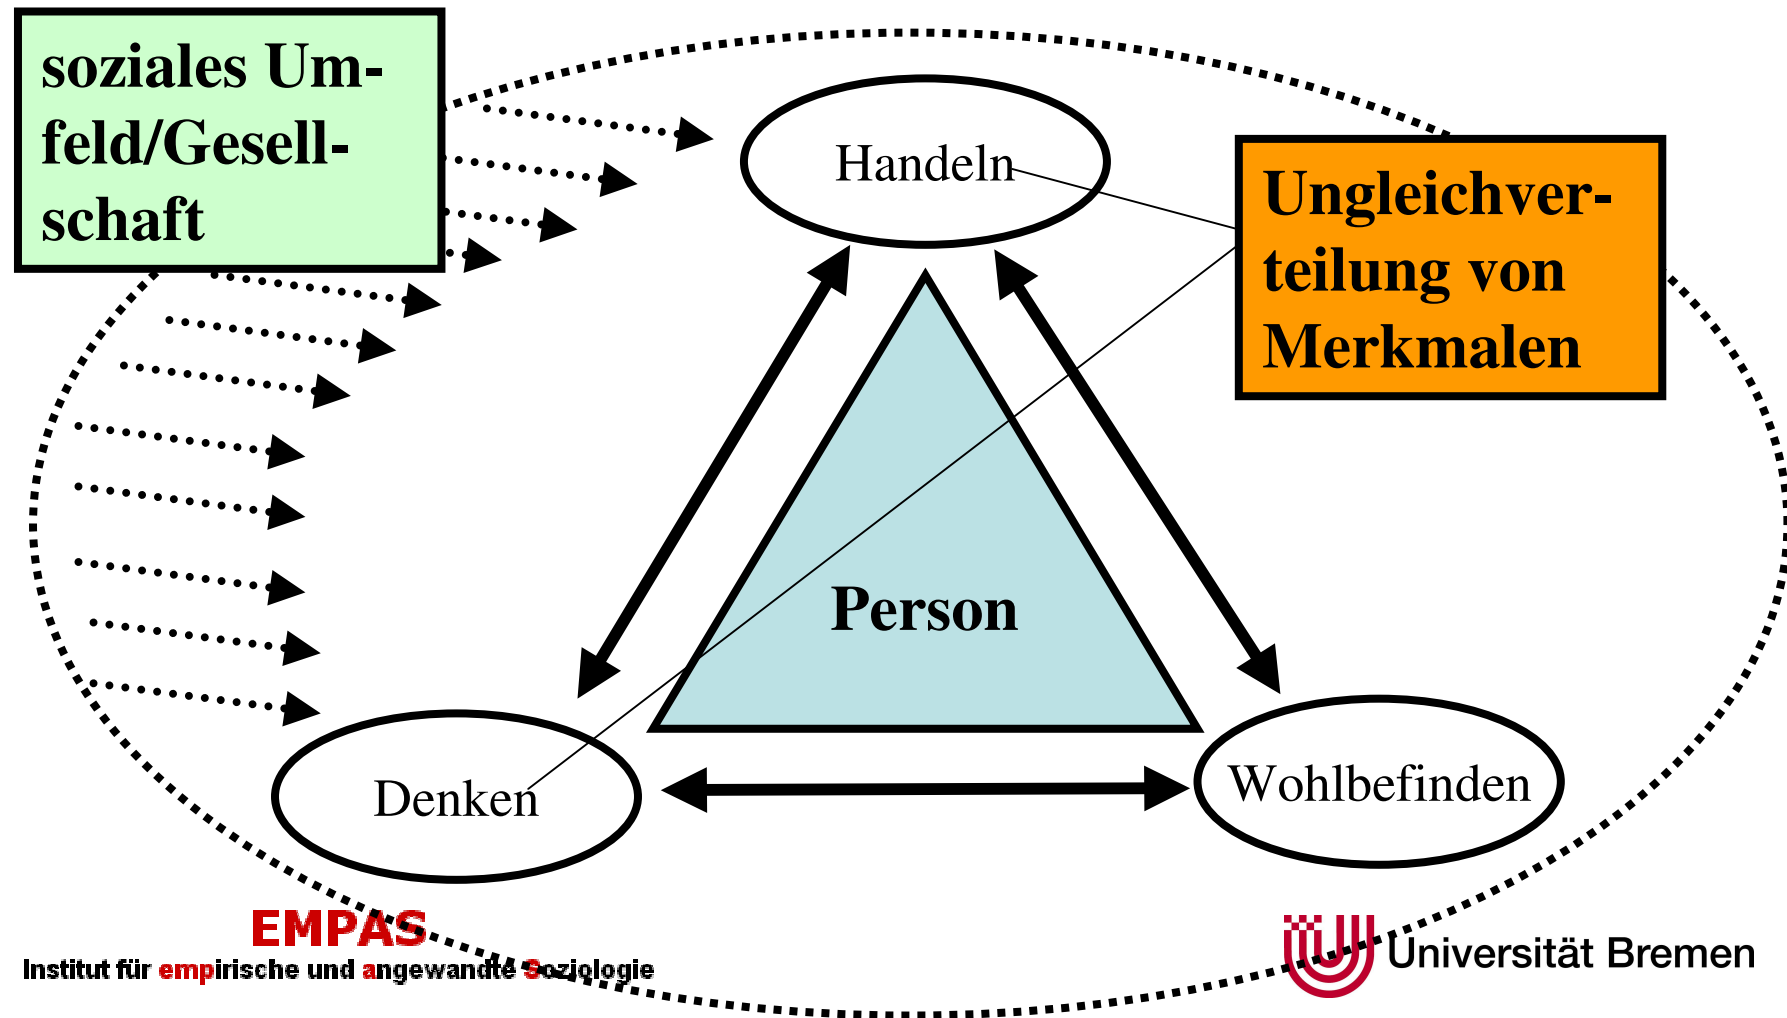 soziales Um-
feld/Gesell-
schaft
Handeln
Ungleichver-
teilung von
Merkmalen
Person
Denken
Wohlbefinden
EMPAS
Institut für empirische und angewandte Soziologie
Universität Bremen